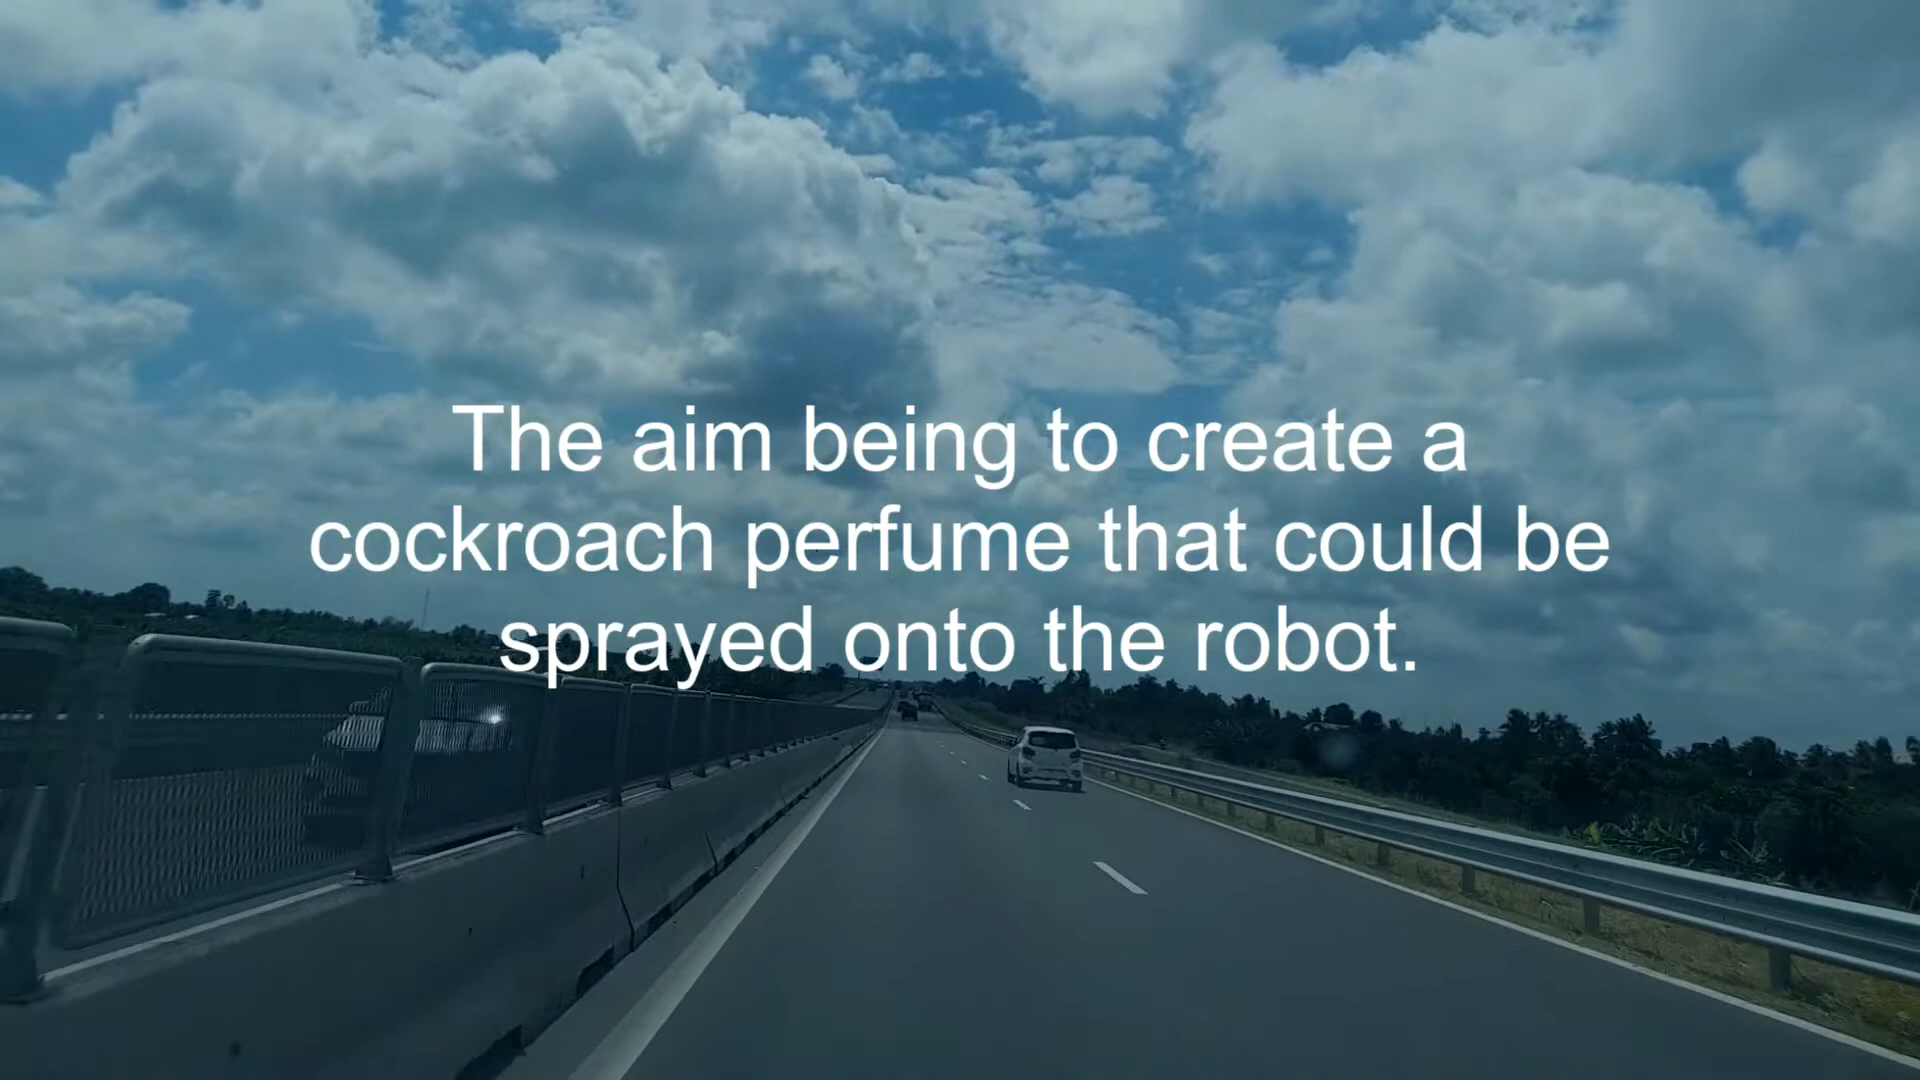 The aim being to create a
cockroach perfume that could be
sprayed onto the robot.